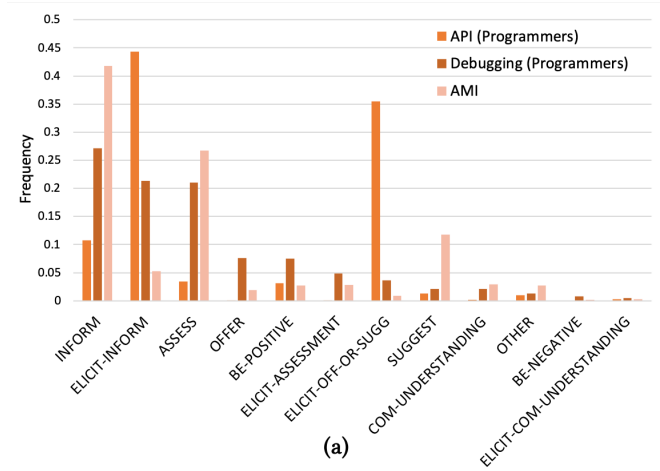 0.5
0.45
0.4
0.35
0.3
0.25
0.2
0.15
0.1
0.05
0
Frequency
API (Programmers)
Debugging (Programmers)
AMI
INFORM
ELICIT-INFORM
ASSESS
OFFER
BE-POSITIVE
ELICIT-ASSESSMENT
ELICIT-OFF-OR-SUGG
SUGGEST
COM-UNDERSTANDING
OTHER
BE-NEGATIVE
ELICIT-COM-UNDERSTANDING
(a)